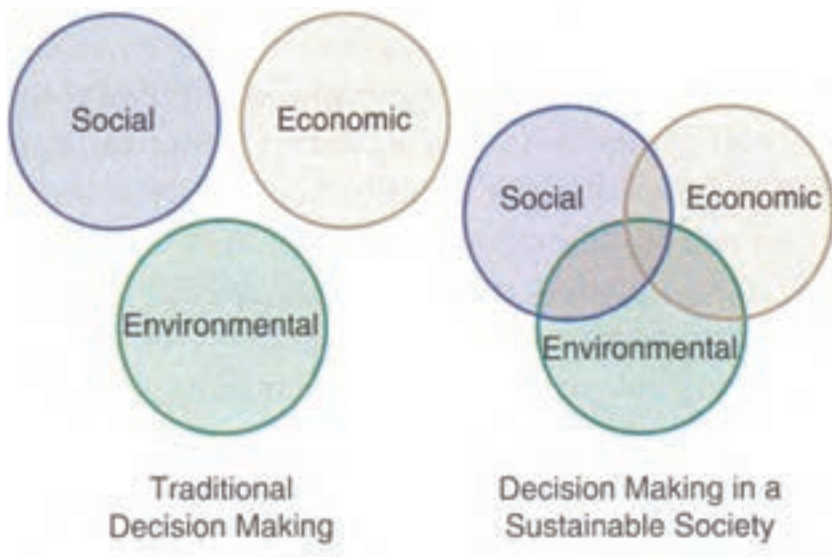 Social
Economic
Environmental
Traditional
Decision Making
Social
Economic
Environmental
Decision Making in a
Sustainable Society